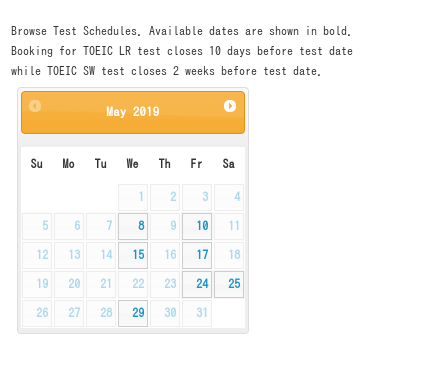 Browse Test Schedules. Available dates are shown in bold.
Booking for TOEIC LR test closes 10 days before test date
while TOEIC SW test closes 2 weeks before test date.
May 2019
Su Mo Tu We Th Fr Sa
1 2 3 4
5 6 7 8 9 10 11
12 13 14 15 16 17 18
19 20 21 22 23 24 25
26 27 28 29 30 31